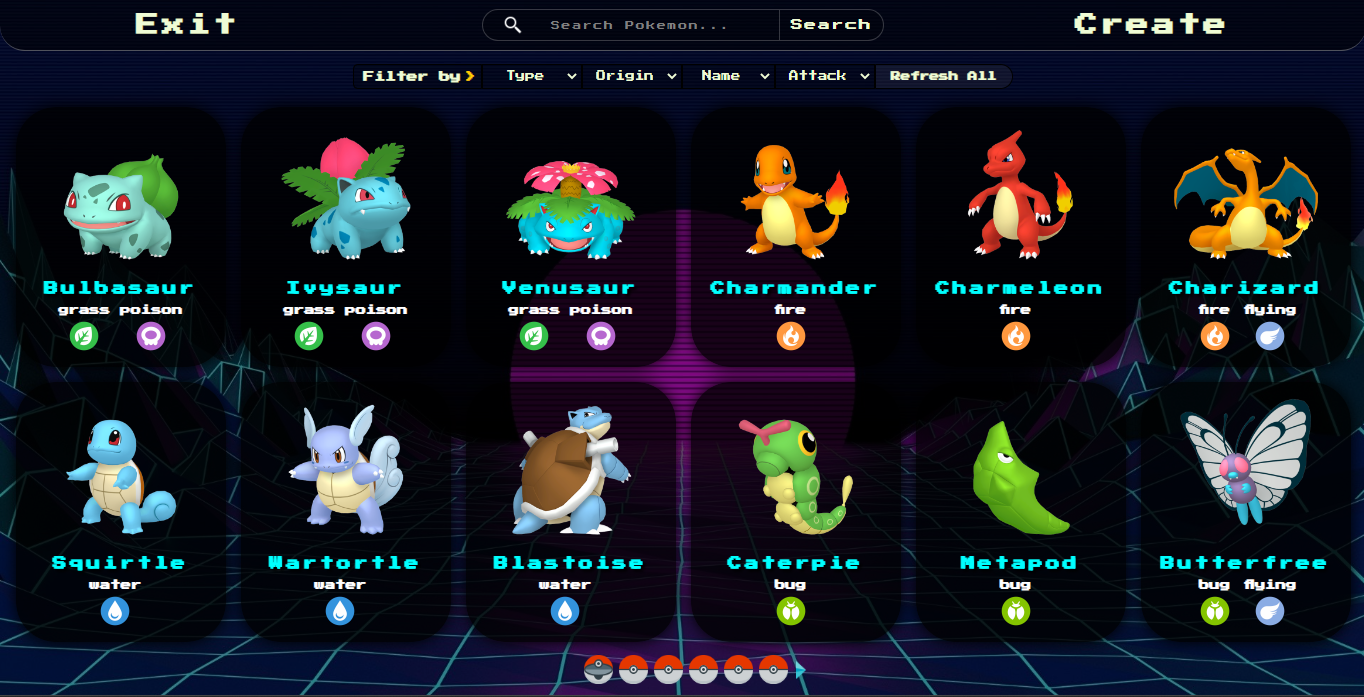 Exit
Search Pokemon...
Search
Create
Filter by>
Type
Origin
Name
Attack
Refresh All
Bulbasaur
grass poison
Ivysaur
grass poison
Venusaur
grass poison
Charmander
fire
Charmeleon
fire
Charizard
fire flying
Squirtle
water
Wartortle
water
Blastoise
water
Caterpie
bug
Metapod
bug
Butterfree
bug flying